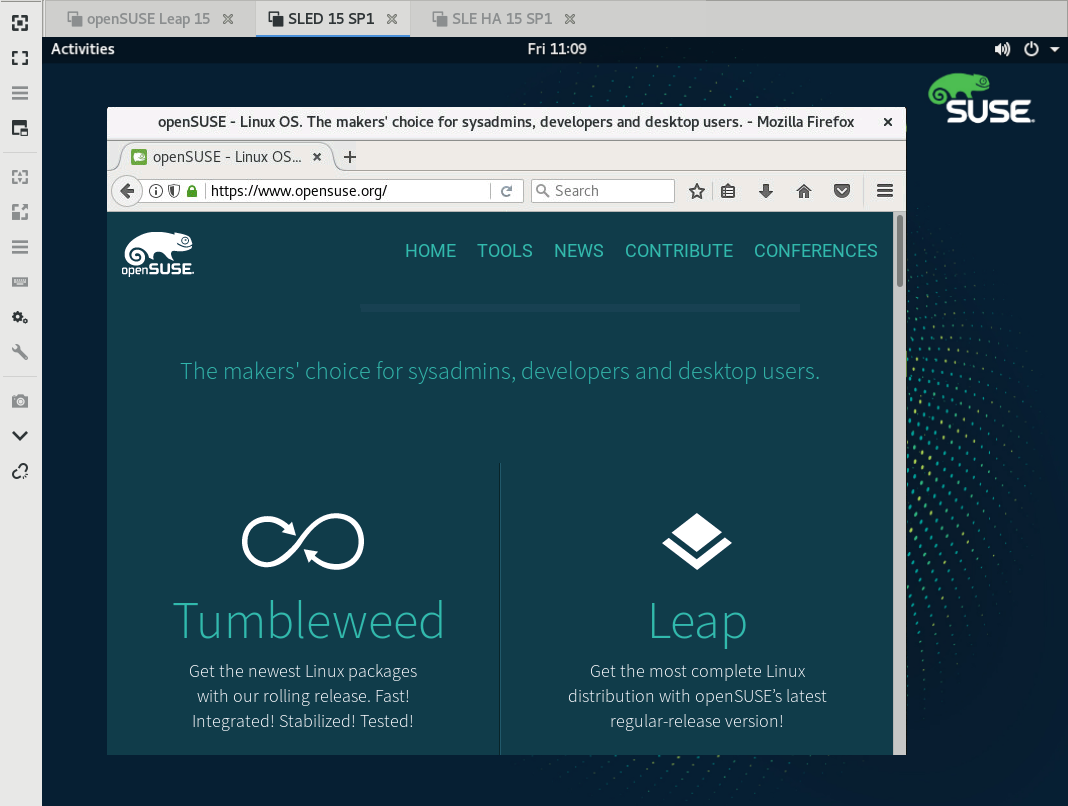 openSUSE Leap 15
SLED 15 SP1
SLE HA 15 SP1
Activities
Fri 11:09
SUSE
openSUSE - Linux OS. The makers' choice for sysadmins, developers and desktop users. - Mozilla Firefox
openSUSE - Linux OS...
https://www.opensuse.org/
Search
openSUSE
HOME TOOLS NEWS CONTRIBUTE CONFERENCES
The makers' choice for sysadmins, developers and desktop users.
Tumbleweed
Get the newest Linux packages
with our rolling release. Fast!
Integrated! Stabilized! Tested!
Leap
Get the most complete Linux
distribution with openSUSE’s latest
regular-release version!